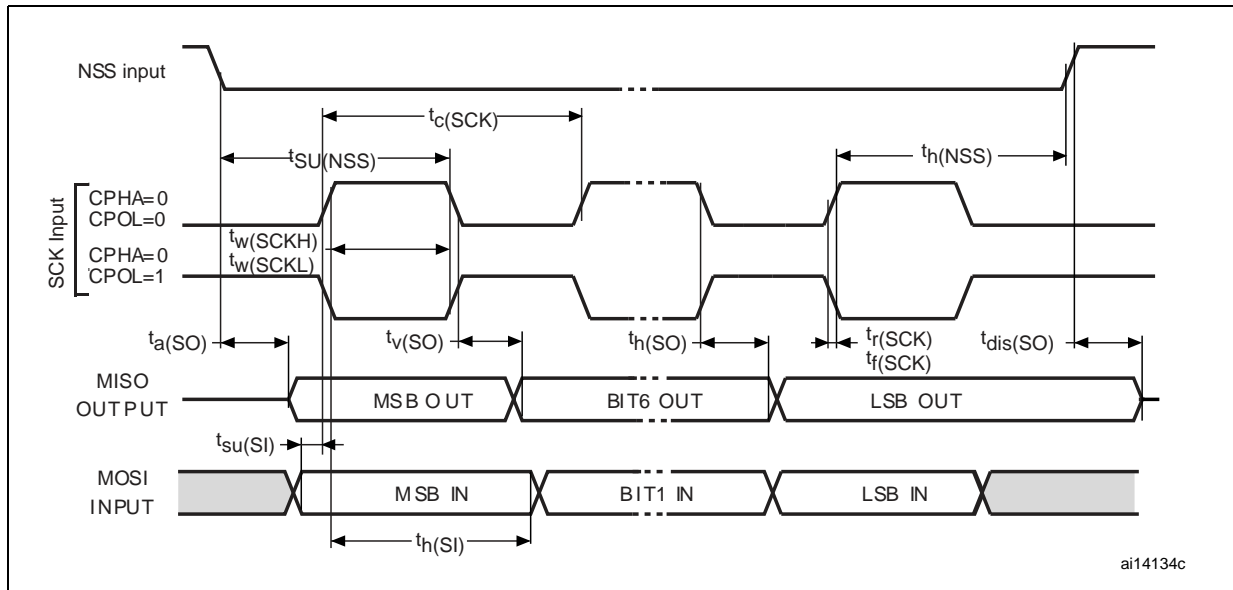 NSS input
tc(SCK)
tSU(NSS)
th(NSS)
SCK Input
CPHA=0
CPOL=0
tw(SCKH)
tw(SCKL)
CPHA=0
CPOL=1
ta(SO)
tv(SO)
th(SO)
tr(SCK)
tf(SCK)
tdis(SO)
MISO
OUTPUT
MSB OUT
BIT6 OUT
LSB OUT
tsu(SI)
MOSI
INPUT
MSB IN
BIT1 IN
LSB IN
th(SI)
ai14134c